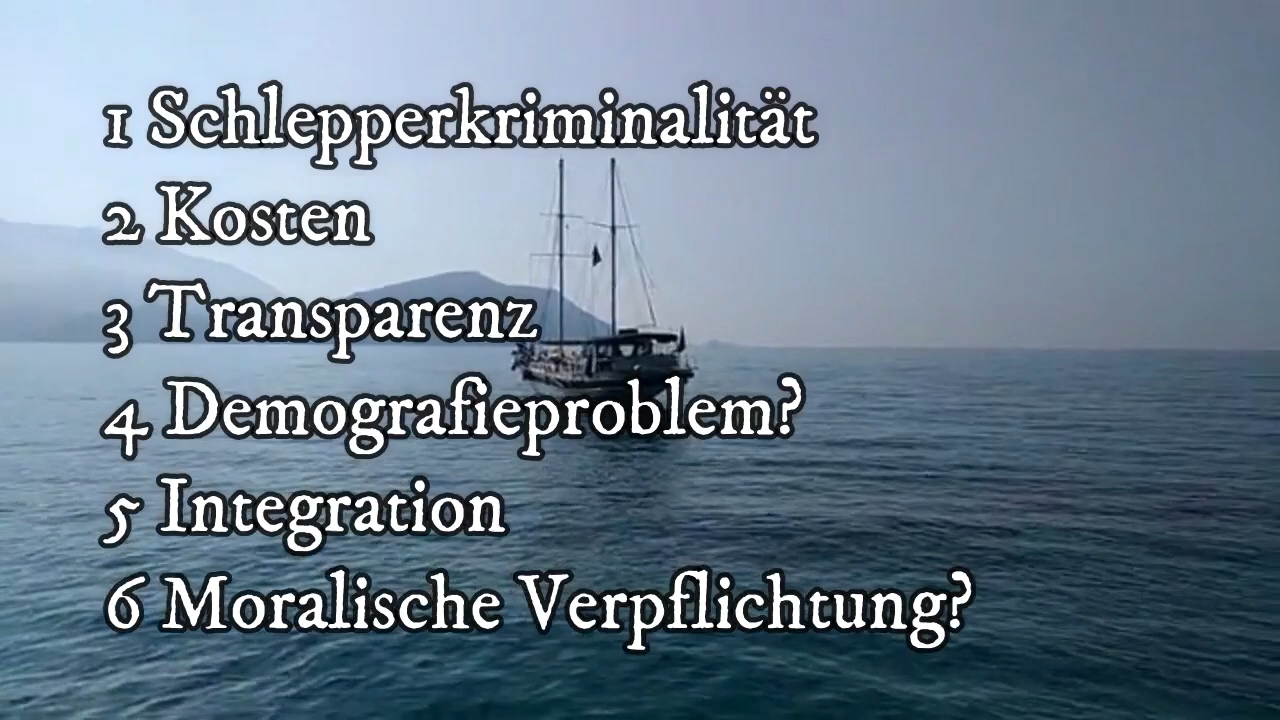 1 Schlepperkriminalität
2 Kosten
3 Transparenz
4 Demografieproblem?
5 Integration
6 Moralische Verpflichtung?